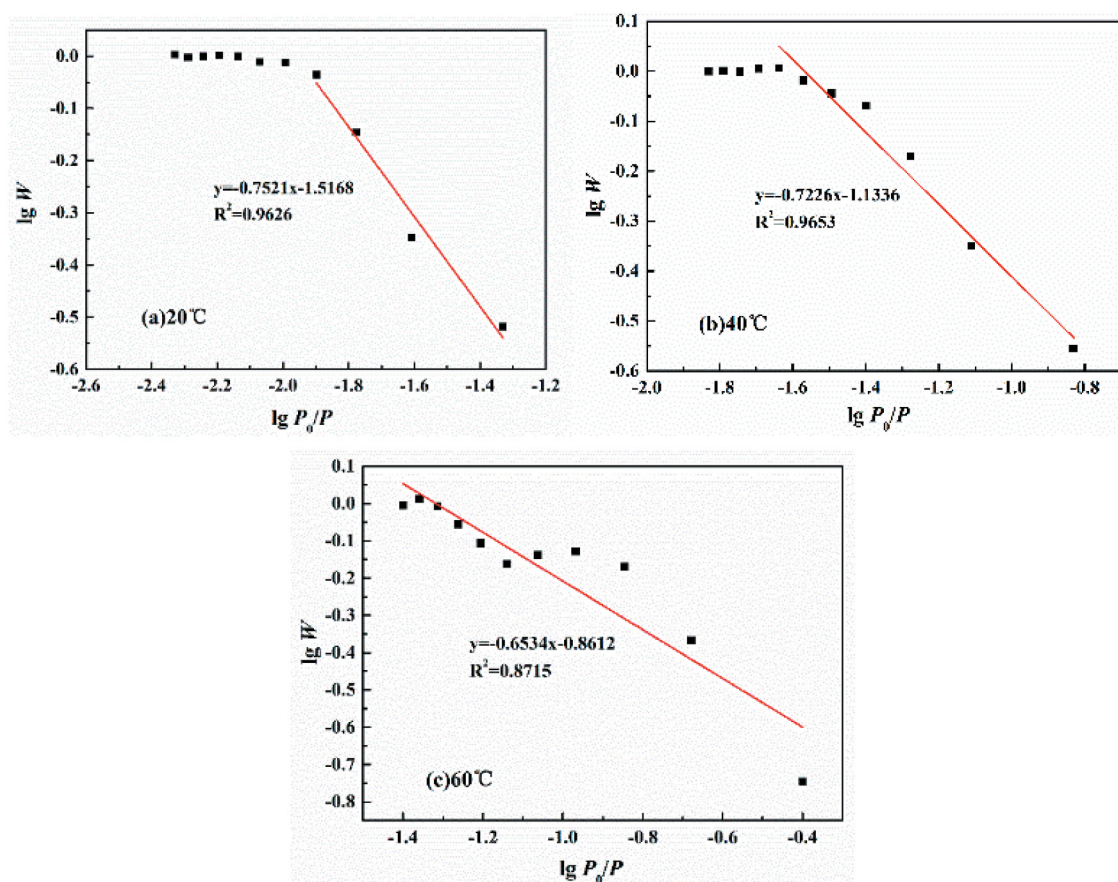 0.0
-0.1
-0.2
-0.3
-0.4
-0.5
-0.6
lg W
y=-0.7521x-1.5168
R²=0.9626
(a)20℃
-2.6 -2.4 -2.2 -2.0 -1.8 -1.6 -1.4 -1.2
lg P₀/P
0.1
0.0
-0.1
-0.2
-0.3
-0.4
-0.5
-0.6
lg W
y=-0.7226x-1.1336
R²=0.9653
(b)40℃
-2.0 -1.8 -1.6 -1.4 -1.2 -1.0 -0.8
lg P₀/P
0.1
0.0
-0.1
-0.2
-0.3
-0.4
-0.5
-0.6
-0.7
-0.8
lg W
y=-0.6534x-0.8612
R²=0.8715
(c)60℃
-1.4 -1.2 -1.0 -0.8 -0.6 -0.4
lg P₀/P